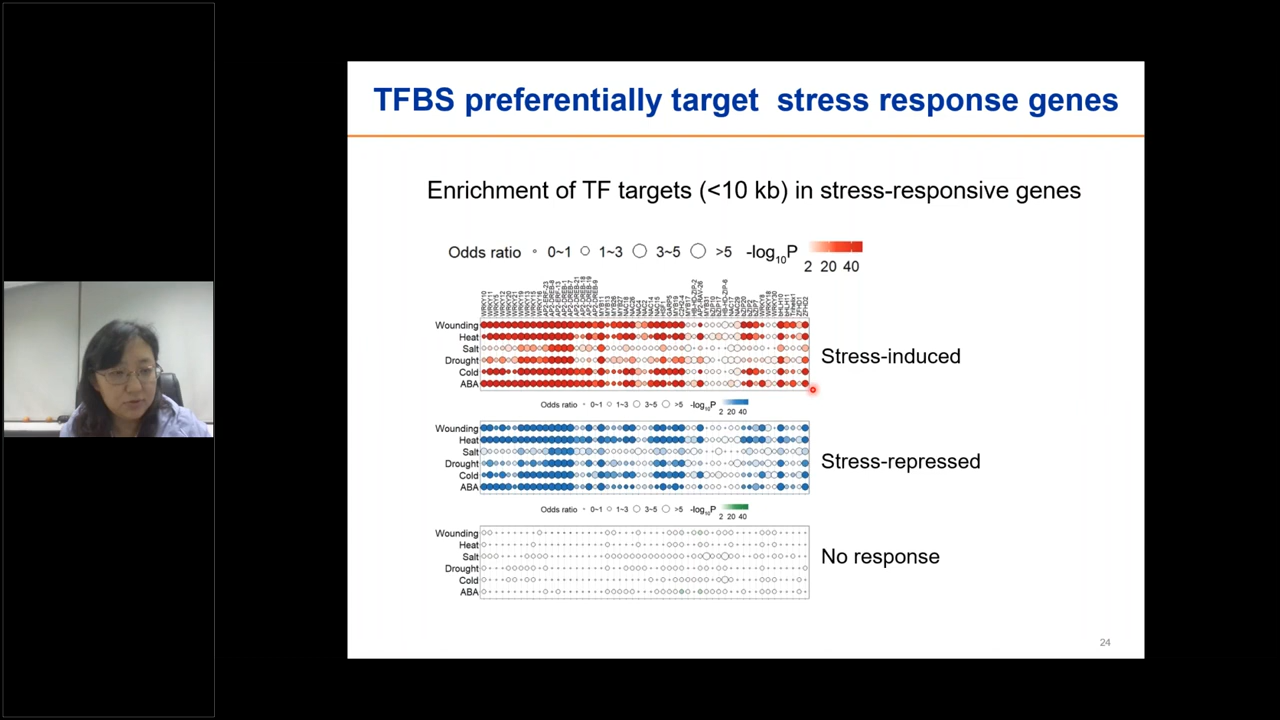 TFBS preferentially target stress response genes
Enrichment of TF targets (<10 kb) in stress-responsive genes
Odds ratio 0~1 1~3 3~5 >5 -log10P
2 20 40
Wounding
Heat
Salt
Drought
Cold
ABA
Stress-induced
Odds ratio 0~1 1~3 3~5 >5 -log10P
2 20 40
Wounding
Heat
Salt
Drought
Cold
ABA
Stress-repressed
Odds ratio 0~1 1~3 3~5 >5 -log10P
2 20 40
Wounding
Heat
Salt
Drought
Cold
ABA
No response
24